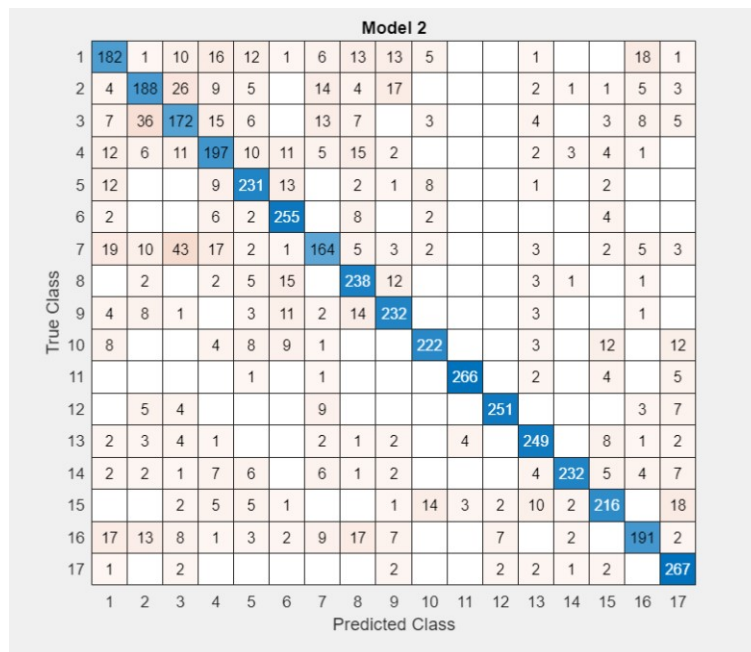 Model 2
1 182 1 10 16 12 1 6 13 13 5 1 18 1
2 4 188 26 9 5 14 4 17 2 1 1 5 3
3 7 36 172 15 6 13 7 3 4 3 8 5
4 12 6 11 197 10 11 5 15 2 2 3 4 1
5 12 9 231 13 2 1 8 1 2
6 2 6 2 255 8 2 4
7 19 10 43 17 2 1 164 5 3 2 3 2 5 3
8 2 2 5 15 238 12 3 1 1
9 4 8 1 3 11 2 14 232 3 1
10 8 4 8 9 1 222 3 12 12
11 1 1 266 2 4 5
12 5 4 9 251 3 7
13 2 3 4 1 2 1 2 4 249 8 1 2
14 2 2 1 7 6 6 1 2 4 232 5 4 7
15 2 5 5 1 1 14 3 2 10 2 216 18
16 17 13 8 1 3 2 9 17 7 7 2 191 2
17 1 2 2 2 2 1 2 267
1 2 3 4 5 6 7 8 9 10 11 12 13 14 15 16 17
Predicted Class
True Class